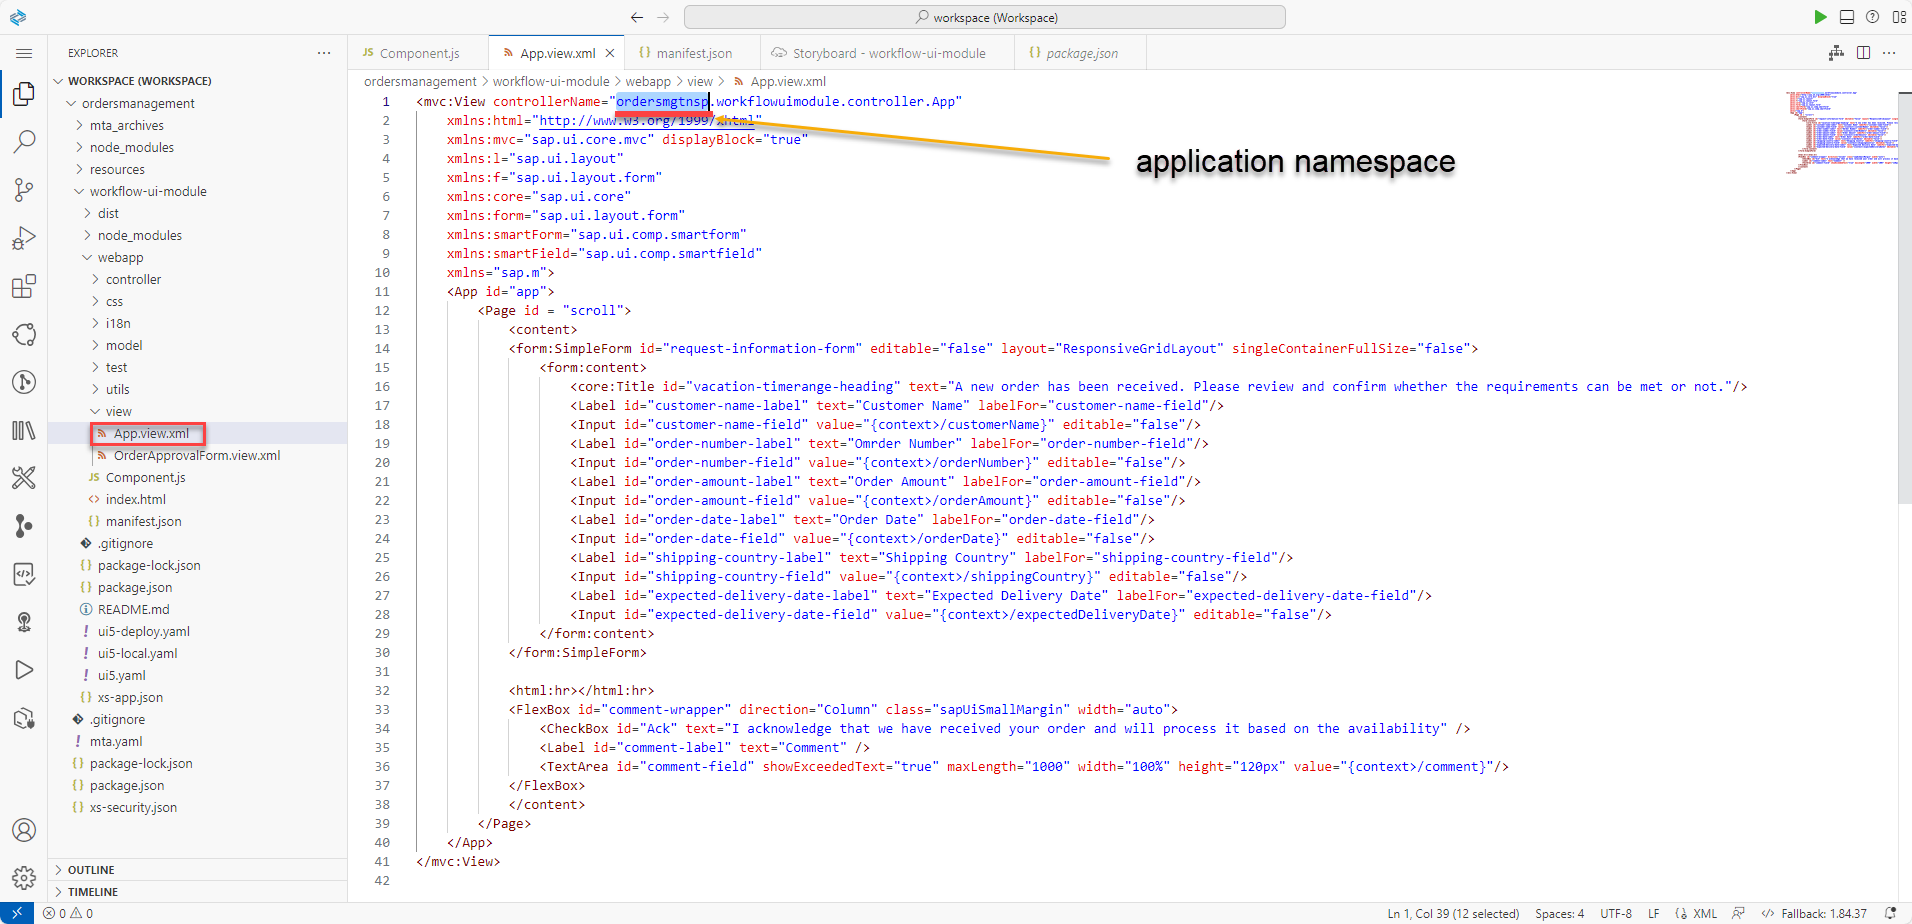 workspace (Workspace)
EXPLORER
WORKSPACE (WORKSPACE)
ordersmanagement
mta_archives
node_modules
resources
workflow-ui-module
dist
node_modules
webapp
controller
css
i18n
model
test
utils
view
App.view.xml
OrderApprovalForm.view.xml
JS Component.js
<> index.html
{} manifest.json
.gitignore
{} package-lock.json
{} package.json
README.md
! ui5-deploy.yaml
! ui5-local.yaml
! ui5.yaml
{} xs-app.json
.gitignore
! mta.yaml
{} package-lock.json
{} package.json
{} xs-security.json
OUTLINE
TIMELINE
JS Component.js
App.view.xml
{} manifest.json
Storyboard - workflow-ui-module
{} package.json
ordersmanagement > workflow-ui-module > webapp > view > App.view.xml
1 <mvc:View controllerName="ordersmgtnsp.workflowuimodule.controller.App"
2 xmlns:html="http://www.w3.org/1999/xhtml"
3 xmlns:mvc="sap.ui.core.mvc" displayBlock="true"
4 xmlns:l="sap.ui.layout"
5 xmlns:f="sap.ui.layout.form"
6 xmlns:core="sap.ui.core"
7 xmlns:form="sap.ui.layout.form"
8 xmlns:smartForm="sap.ui.comp.smartform"
9 xmlns:smartField="sap.ui.comp.smartfield"
10 xmlns="sap.m">
11 <App id="app">
12 <Page id = "scroll">
13 <content>
14 <form:SimpleForm id="request-information-form" editable="false" layout="ResponsiveGridLayout" singleContainerFullSize="false">
15 <form:content>
16 <core:Title id="vacation-timerange-heading" text="A new order has been received. Please review and confirm whether the requirements can be met or not."/>
17 <Label id="customer-name-label" text="Customer Name" labelFor="customer-name-field"/>
18 <Input id="customer-name-field" value="{context>/customerName}" editable="false"/>
19 <Label id="order-number-label" text="Omrder Number" labelFor="order-number-field"/>
20 <Input id="order-number-field" value="{context>/orderNumber}" editable="false"/>
21 <Label id="order-amount-label" text="Order Amount" labelFor="order-amount-field"/>
22 <Input id="order-amount-field" value="{context>/orderAmount}" editable="false"/>
23 <Label id="order-date-label" text="Order Date" labelFor="order-date-field"/>
24 <Input id="order-date-field" value="{context>/orderDate}" editable="false"/>
25 <Label id="shipping-country-label" text="Shipping Country" labelFor="shipping-country-field"/>
26 <Input id="shipping-country-field" value="{context>/shippingCountry}" editable="false"/>
27 <Label id="expected-delivery-date-label" text="Expected Delivery Date" labelFor="expected-delivery-date-field"/>
28 <Input id="expected-delivery-date-field" value="{context>/expectedDeliveryDate}" editable="false"/>
29 </form:content>
30 </form:SimpleForm>
31
32 <html:hr></html:hr>
33 <FlexBox id="comment-wrapper" direction="Column" class="sapUiSmallMargin" width="auto">
34 <CheckBox id="Ack" text="I acknowledge that we have received your order and will process it based on the availability" />
35 <Label id="comment-label" text="Comment" />
36 <TextArea id="comment-field" showExceededText="true" maxLength="1000" width="100%" height="120px" value="{context>/comment}"/>
37 </FlexBox>
38 </content>
39 </Page>
40 </App>
41 </mvc:View>
42
application namespace
0 0
Ln 1, Col 39 (12 selected)
Spaces: 4
UTF-8
LF
XML
Fallback: 1.84.37